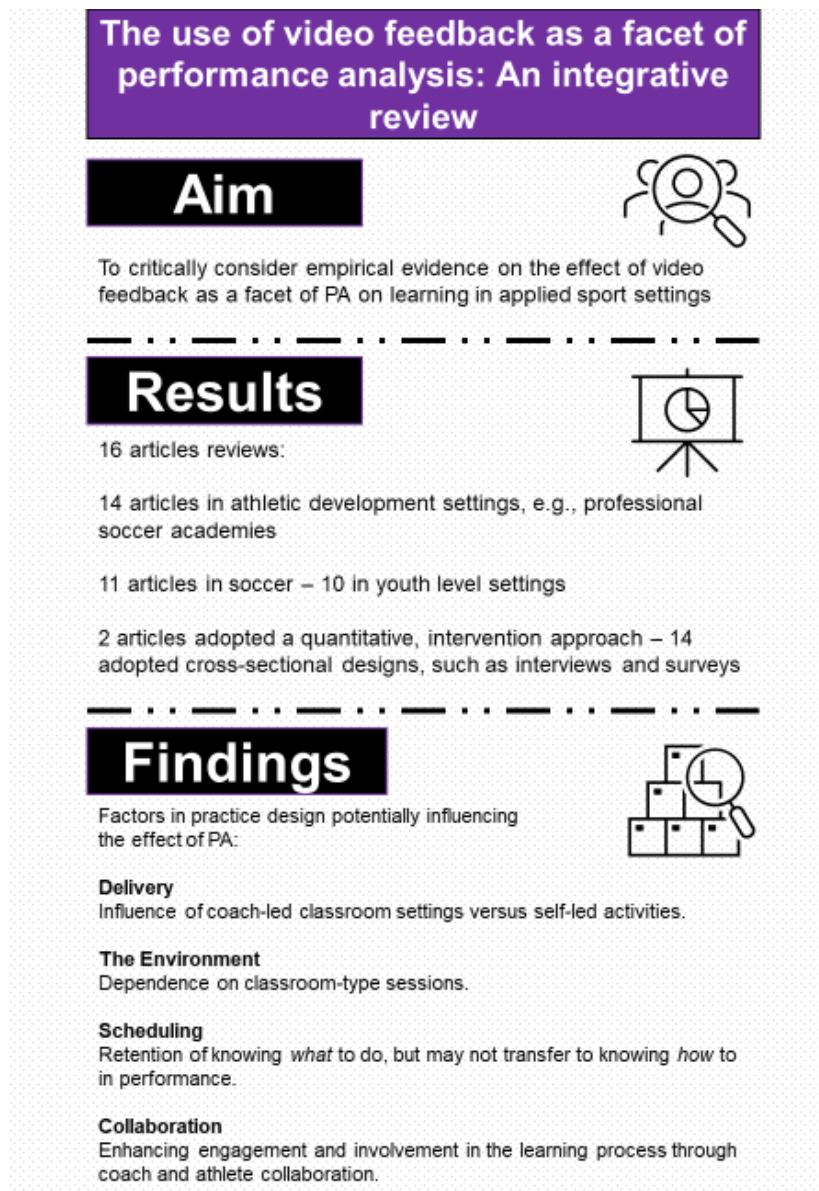 The use of video feedback as a facet of
performance analysis: An integrative
review
Aim
To critically consider empirical evidence on the effect of video
feedback as a facet of PA on learning in applied sport settings
Results
16 articles reviews:
14 articles in athletic development settings, e.g., professional
soccer academies
11 articles in soccer – 10 in youth level settings
2 articles adopted a quantitative, intervention approach – 14
adopted cross-sectional designs, such as interviews and surveys
Findings
Factors in practice design potentially influencing
the effect of PA:
Delivery
Influence of coach-led classroom settings versus self-led activities.
The Environment
Dependence on classroom-type sessions.
Scheduling
Retention of knowing what to do, but may not transfer to knowing how to
in performance.
Collaboration
Enhancing engagement and involvement in the learning process through
coach and athlete collaboration.